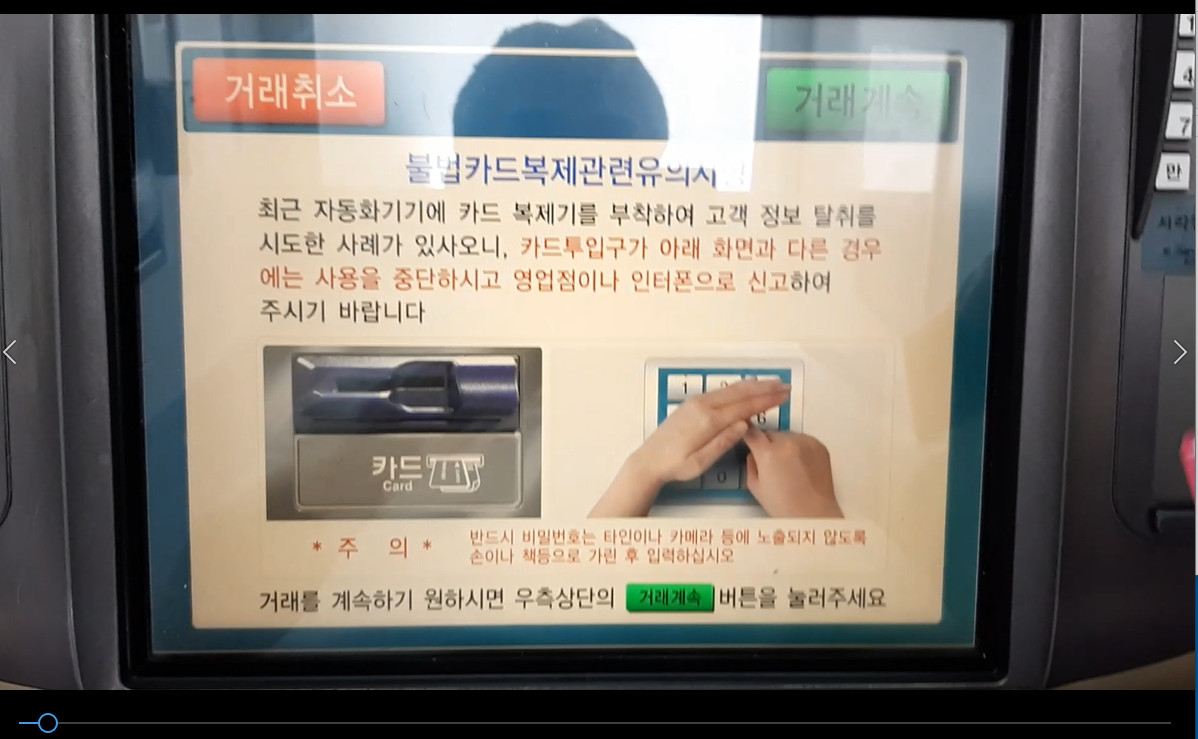 거래취소
거래계속
불법카드복제관련유의사항
최근 자동화기기에 카드 복제기를 부착하여 고객 정보 탈취를
시도한 사례가 있사오니, 카드투입구가 아래 화면과 다른 경우
에는 사용을 중단하시고 영업점이나 인터폰으로 신고하여
주시기 바랍니다
카드
Card
1
6
0
* 주 의 *
반드시 비밀번호는 타인이나 카메라 등에 노출되지 않도록
손이나 책등으로 가린 후 입력하십시오
거래를 계속하기 원하시면 우측상단의 거래계속 버튼을 눌러주세요
4
7
만